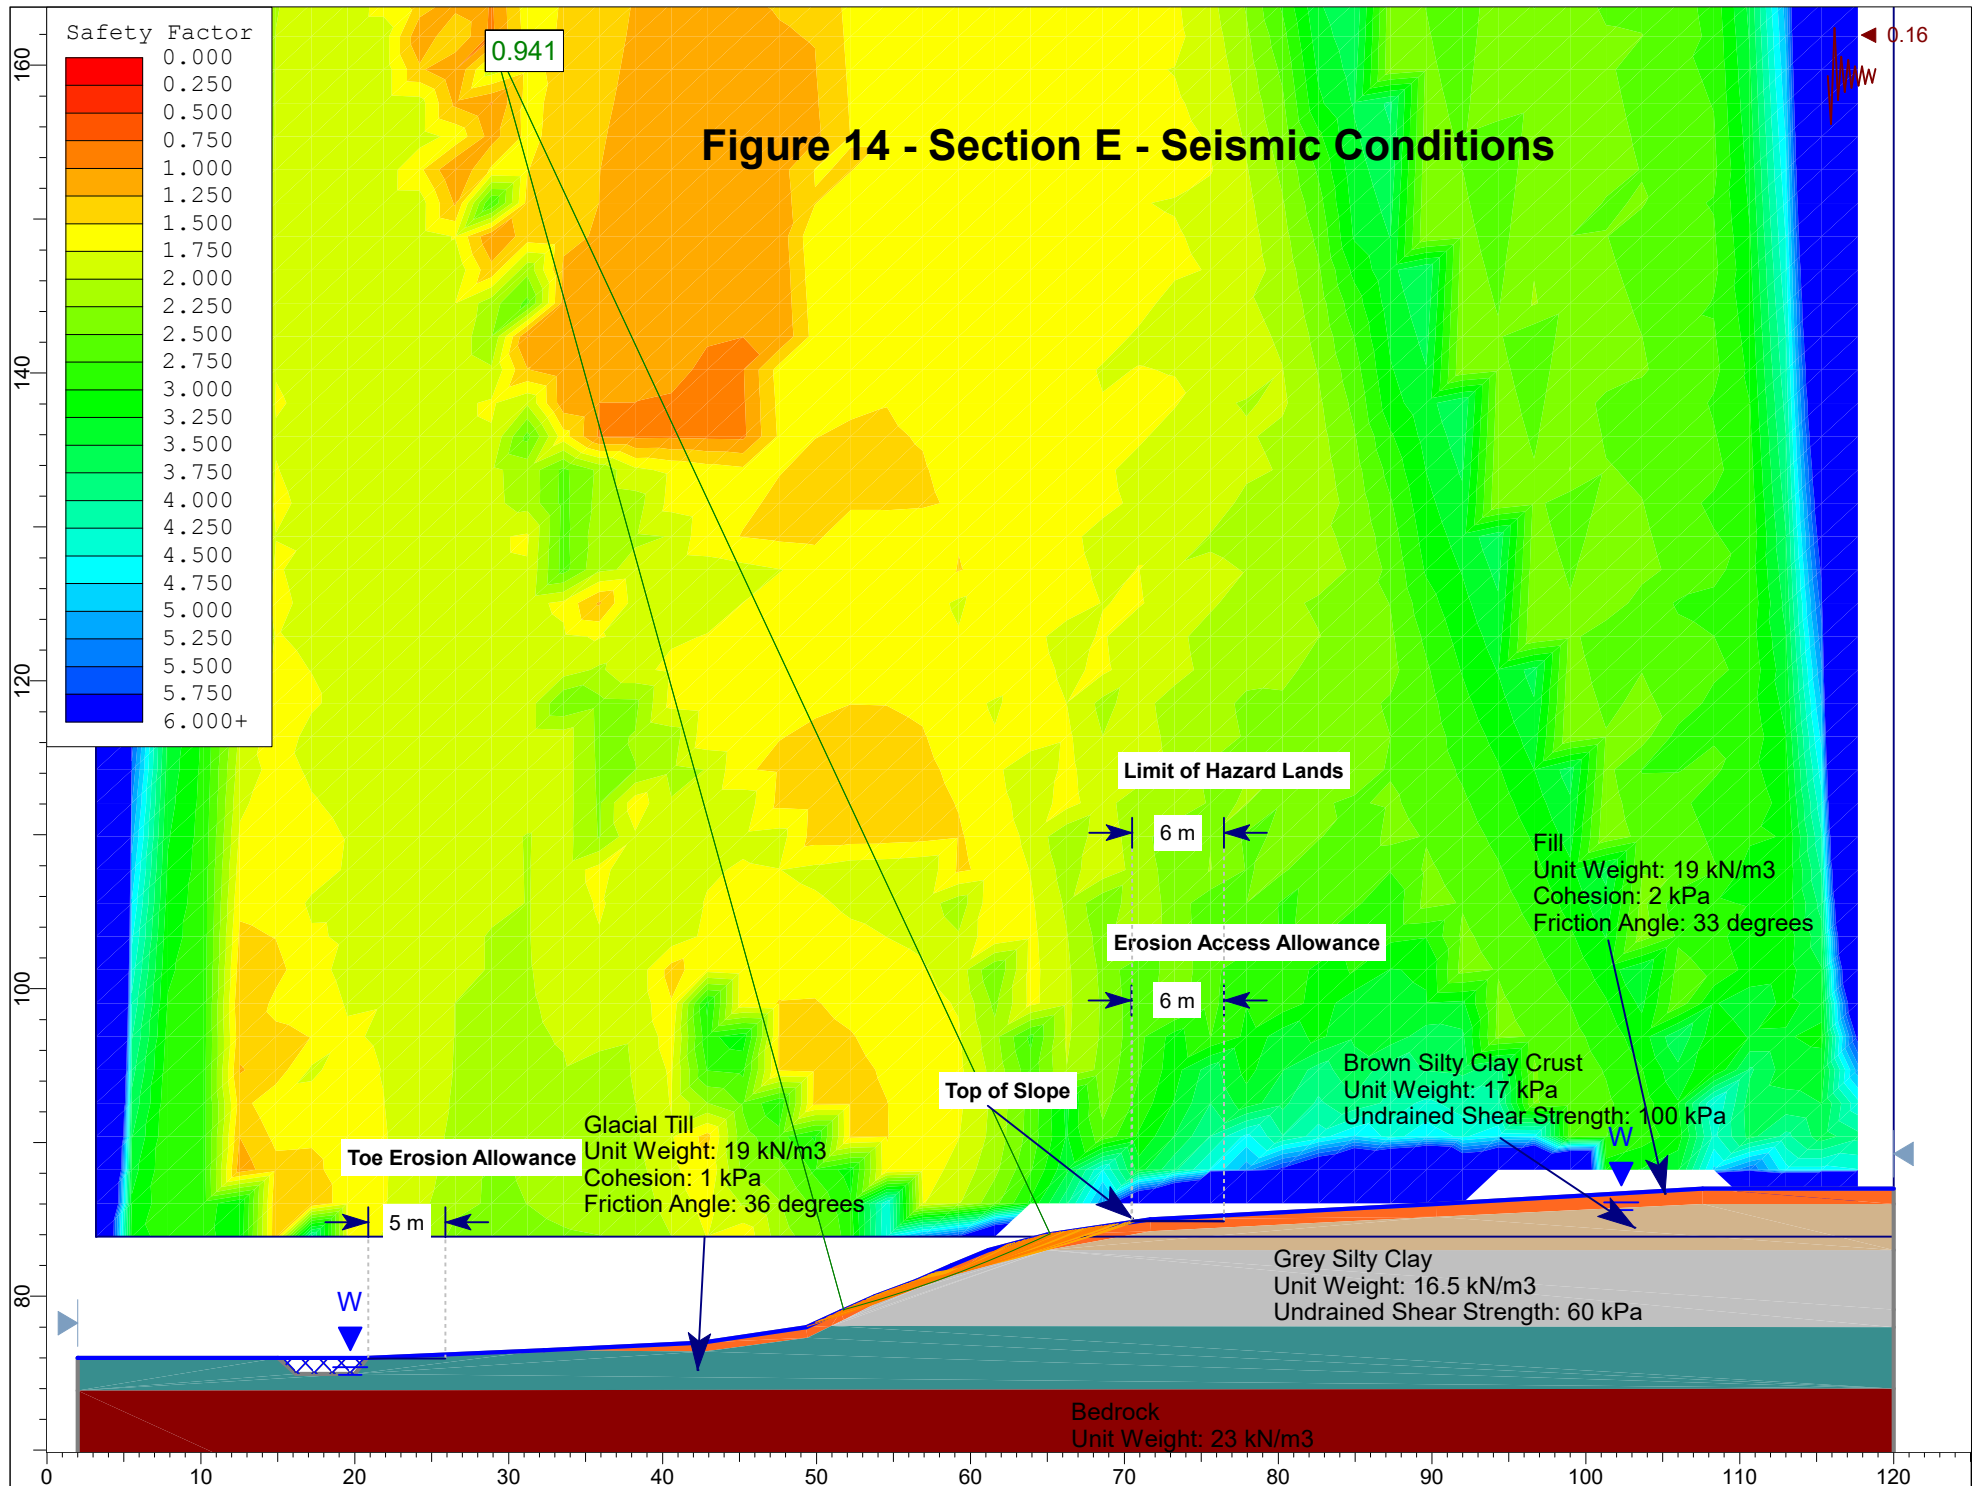 Safety Factor
0.000
0.250
0.500
0.750
1.000
1.250
1.500
1.750
2.000
2.250
2.500
2.750
3.000
3.250
3.500
3.750
4.000
4.250
4.500
4.750
5.000
5.250
5.500
5.750
6.000+
0.941
0.16
Figure 14 - Section E - Seismic Conditions
Limit of Hazard Lands
6 m
Fill
Unit Weight: 19 kN/m3
Cohesion: 2 kPa
Friction Angle: 33 degrees
Erosion Access Allowance
6 m
Brown Silty Clay Crust
Unit Weight: 17 kPa
Undrained Shear Strength: 100 kPa
W
Top of Slope
Glacial Till
Unit Weight: 19 kN/m3
Cohesion: 1 kPa
Friction Angle: 36 degrees
Toe Erosion Allowance
5 m
W
Grey Silty Clay
Unit Weight: 16.5 kN/m3
Undrained Shear Strength: 60 kPa
Bedrock
Unit Weight: 23 kN/m3
160
140
120
100
80
0 10 20 30 40 50 60 70 80 90 100 110 120